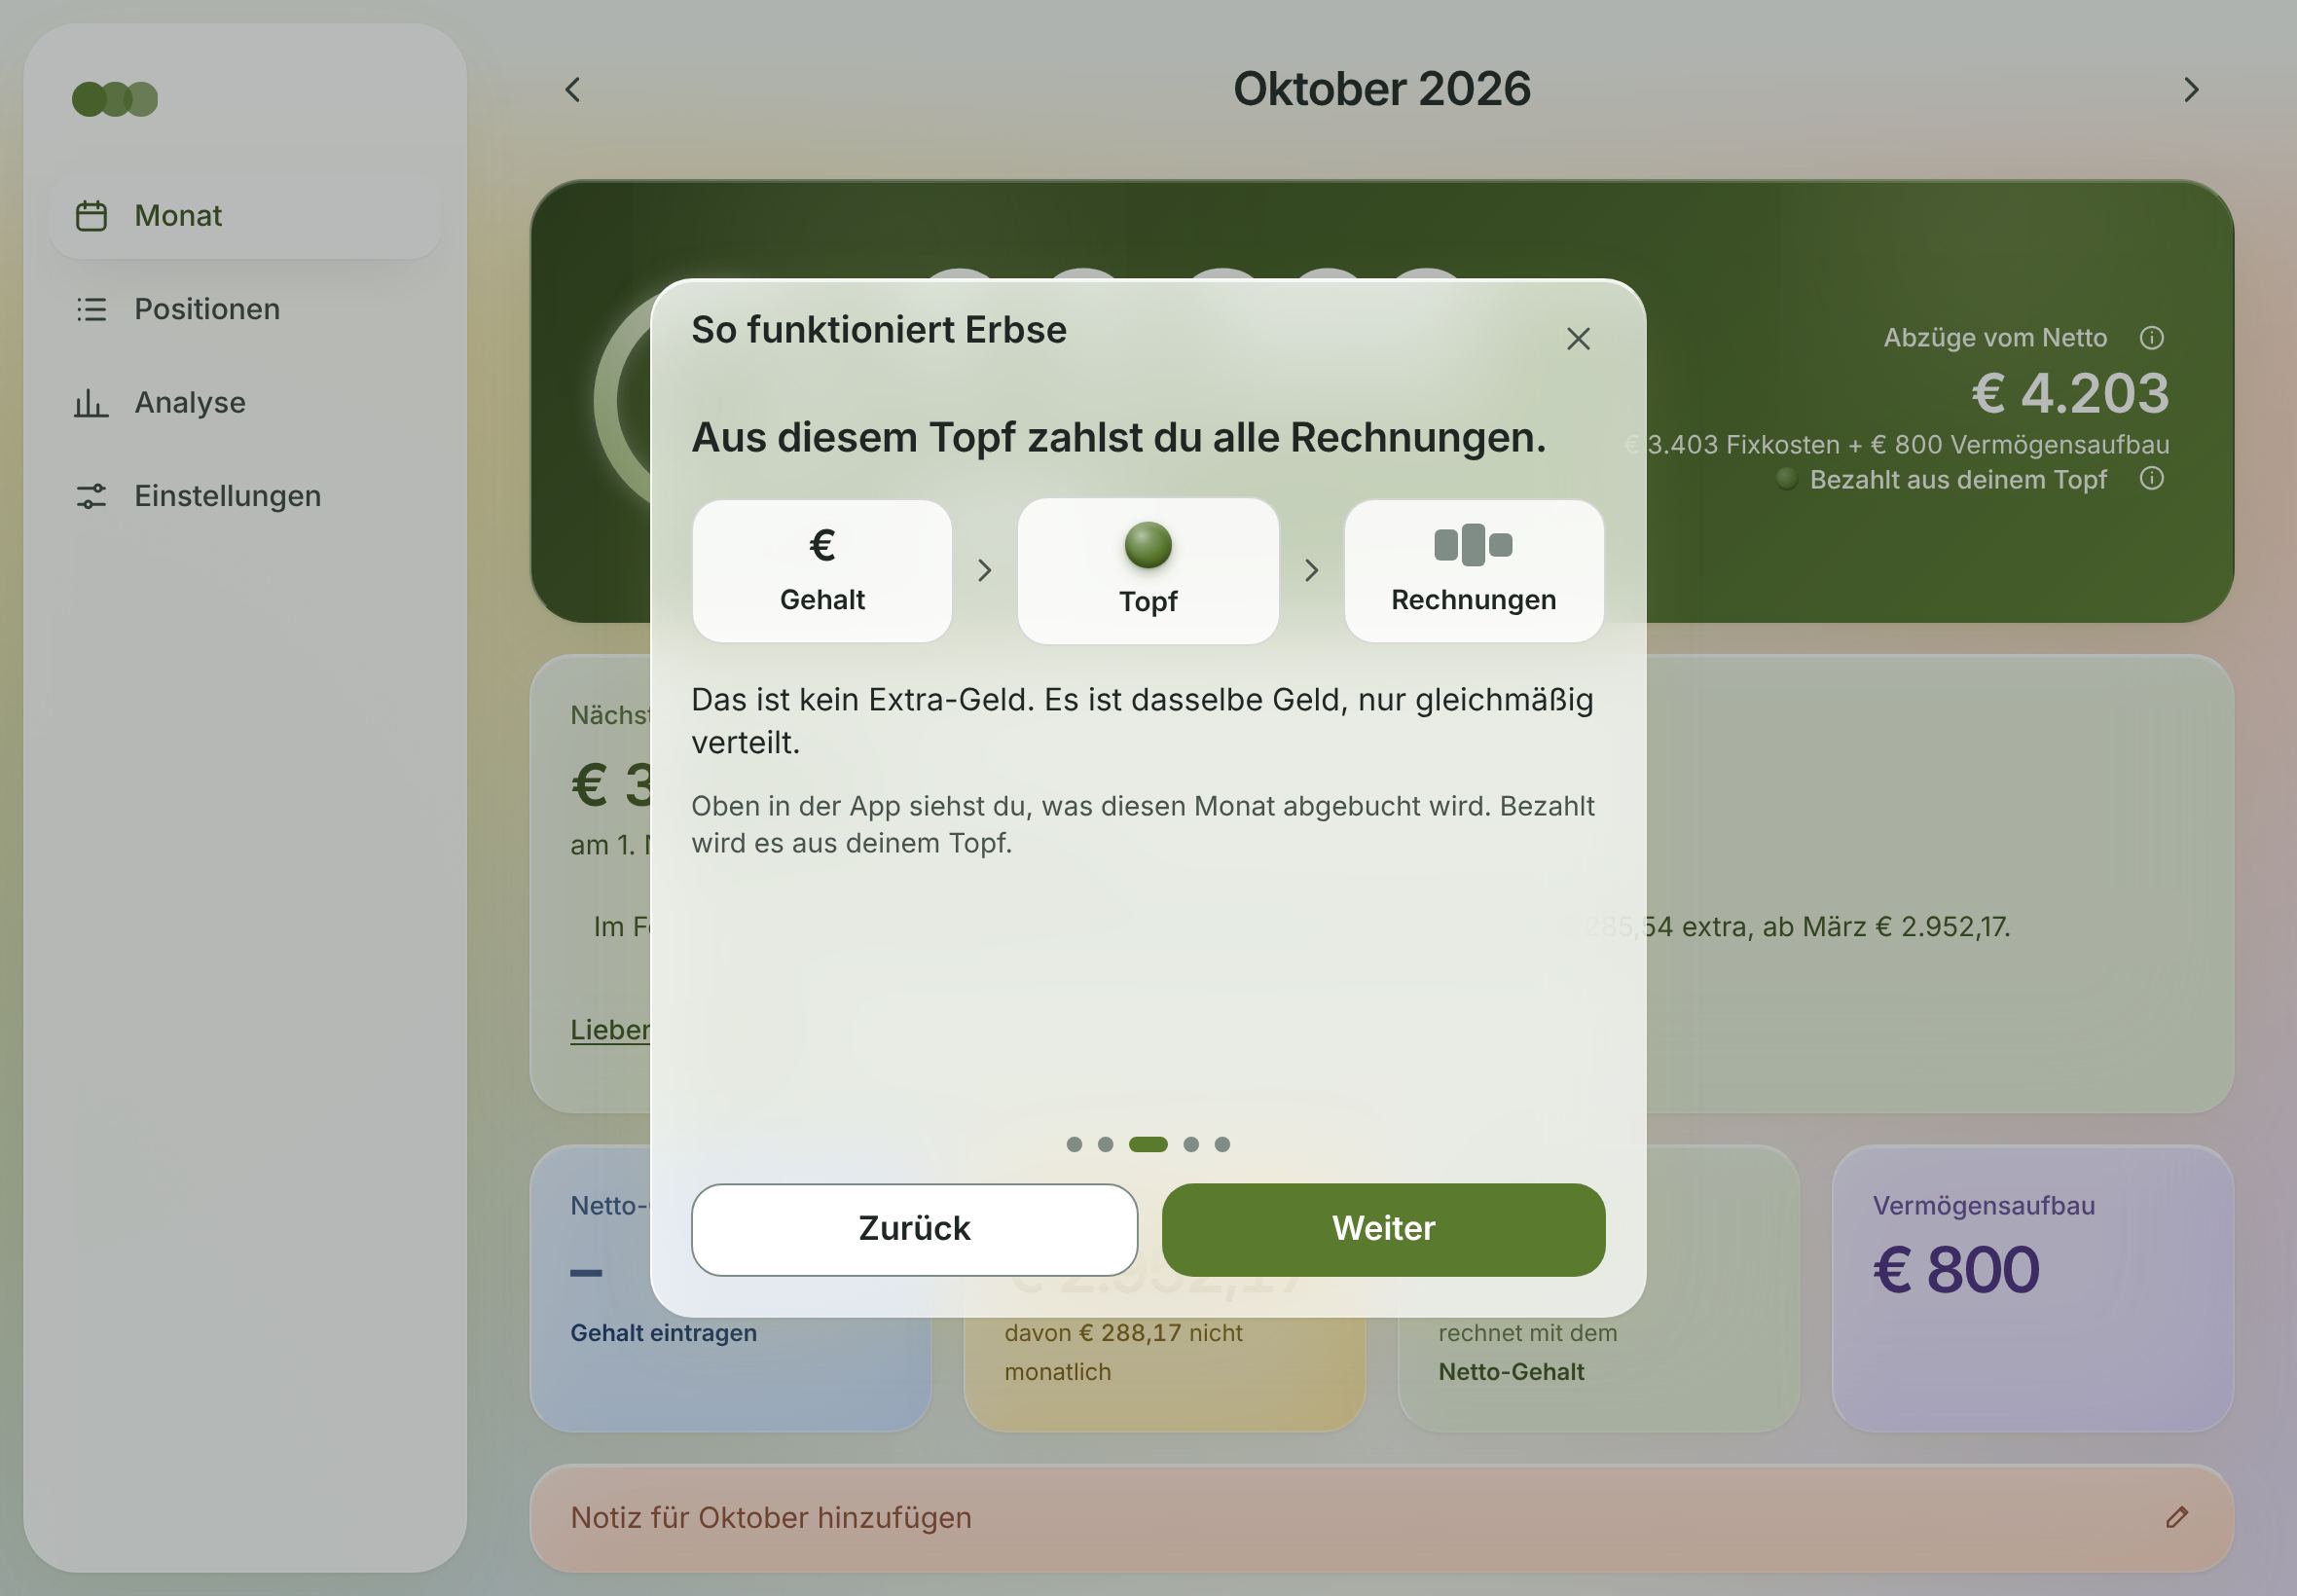 Oktober 2026
Monat
Positionen
Analyse
Einstellungen
Abzüge vom Netto
€ 4.203
€ 3.403 Fixkosten + € 800 Vermögensaufbau
Bezahlt aus deinem Topf
So funktioniert Erbse
Aus diesem Topf zahlst du alle Rechnungen.
€
Gehalt
Topf
Rechnungen
Das ist kein Extra-Geld. Es ist dasselbe Geld, nur gleichmäßig
verteilt.
Oben in der App siehst du, was diesen Monat abgebucht wird. Bezahlt
wird es aus deinem Topf.
Zurück
Weiter
€ 3
am 1.
Im 285,54 extra, ab März € 2.952,17.
Netto-
–
Gehalt eintragen
€ 2.952,17
davon € 288,17 nicht
monatlich
rechnet mit dem
Netto-Gehalt
Vermögensaufbau
€ 800
Notiz für Oktober hinzufügen